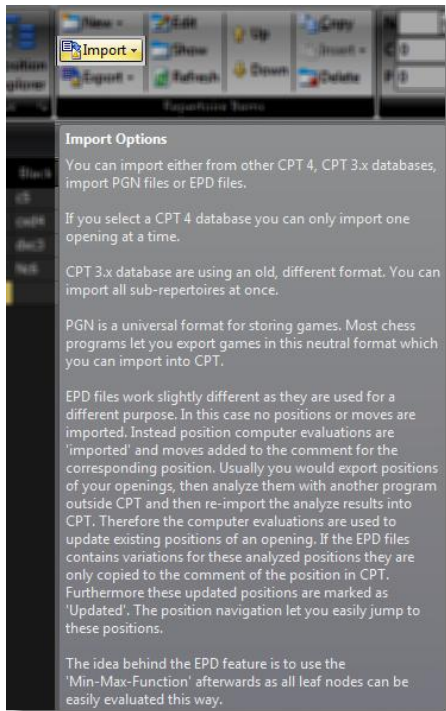 New
Edit
Up
Copy
Import
Show
Insert
Export
Refresh
Down
Delete
Repertoire Items
N
C 0
P 0
Black
c5
cxd4
dxc3
Nc6
Import Options
You can import either from other CPT 4, CPT 3.x databases,
import PGN files or EPD files.
If you select a CPT 4 database you can only import one
opening at a time.
CPT 3.x database are using an old, different format. You can
import all sub-repertoires at once.
PGN is a universal format for storing games. Most chess
programs let you export games in this neutral format which
you can import into CPT.
EPD files work slightly different as they are used for a
different purpose. In this case no positions or moves are
imported. Instead position computer evaluations are
'imported' and moves added to the comment for the
corresponding position. Usually you would export positions
of your openings, then analyze them with another program
outside CPT and then re-import the analyze results into
CPT. Therefore the computer evaluations are used to
update existing positions of an opening. If the EPD files
contains variations for these analyzed positions they are
only copied to the comment of the position in CPT.
Furthermore these updated positions are marked as
'Updated'. The position navigation let you easily jump to
these positions.
The idea behind the EPD feature is to use the
'Min-Max-Function' afterwards as all leaf nodes can be
easily evaluated this way.